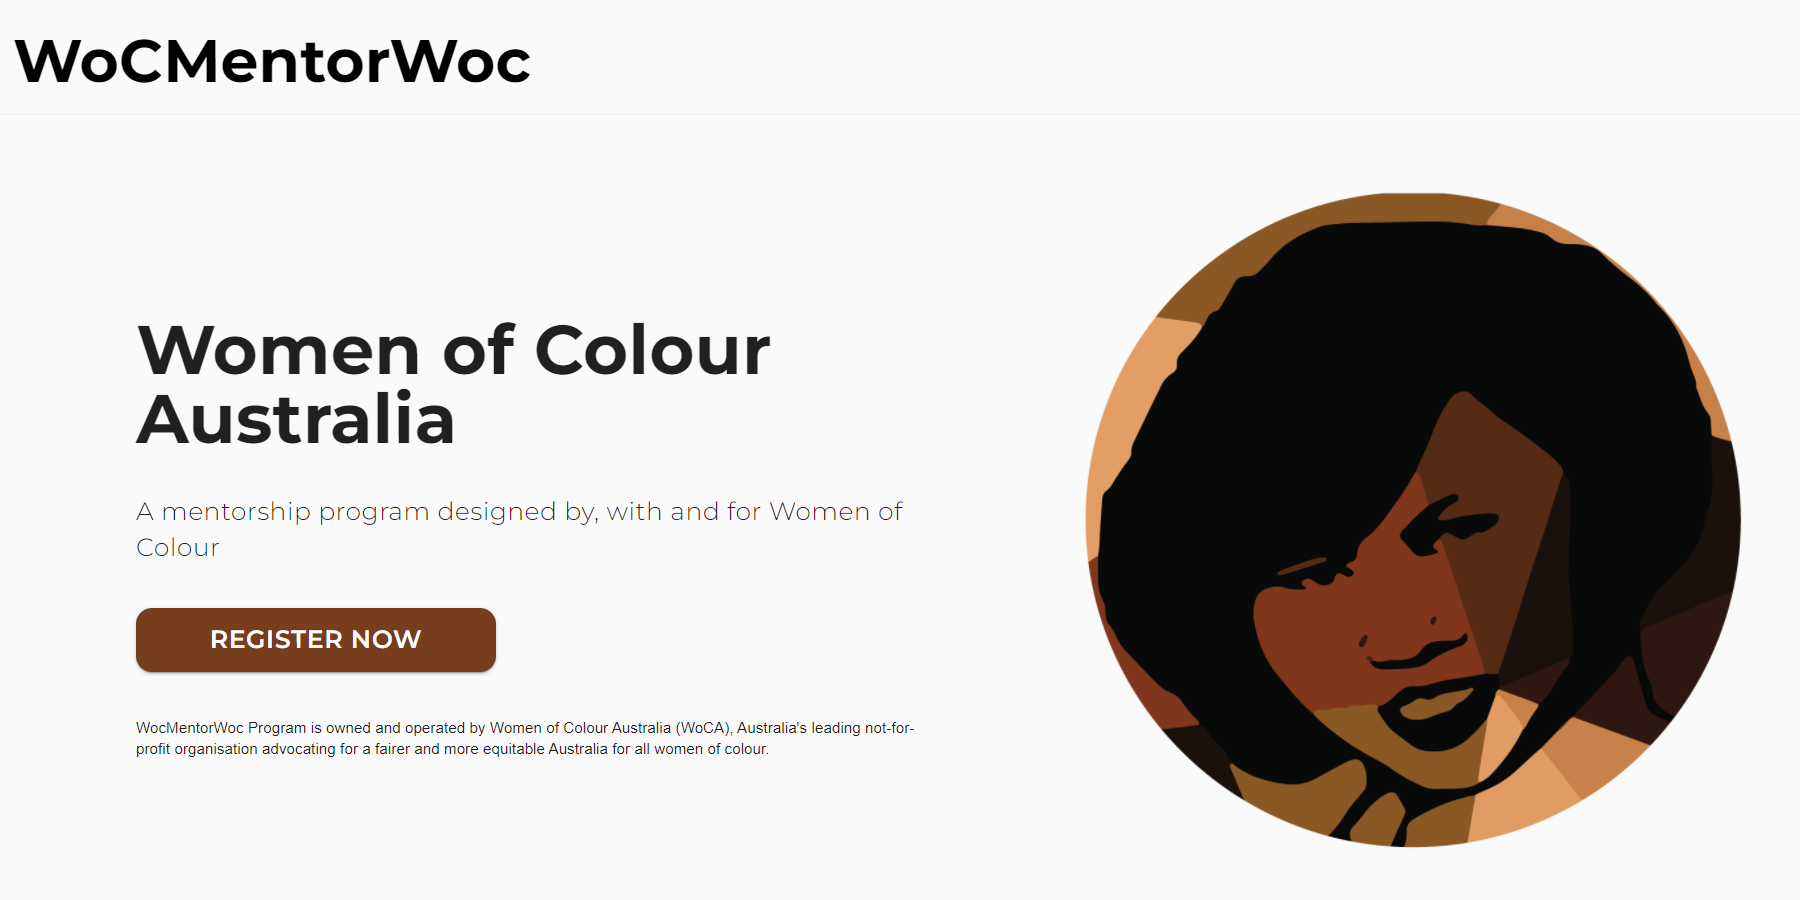 WoCMentorWoc
Women of Colour
Australia
A mentorship program designed by, with and for Women of
Colour
REGISTER NOW
WocMentorWoc Program is owned and operated by Women of Colour Australia (WoCA), Australia's leading not-for-
profit organisation advocating for a fairer and more equitable Australia for all women of colour.